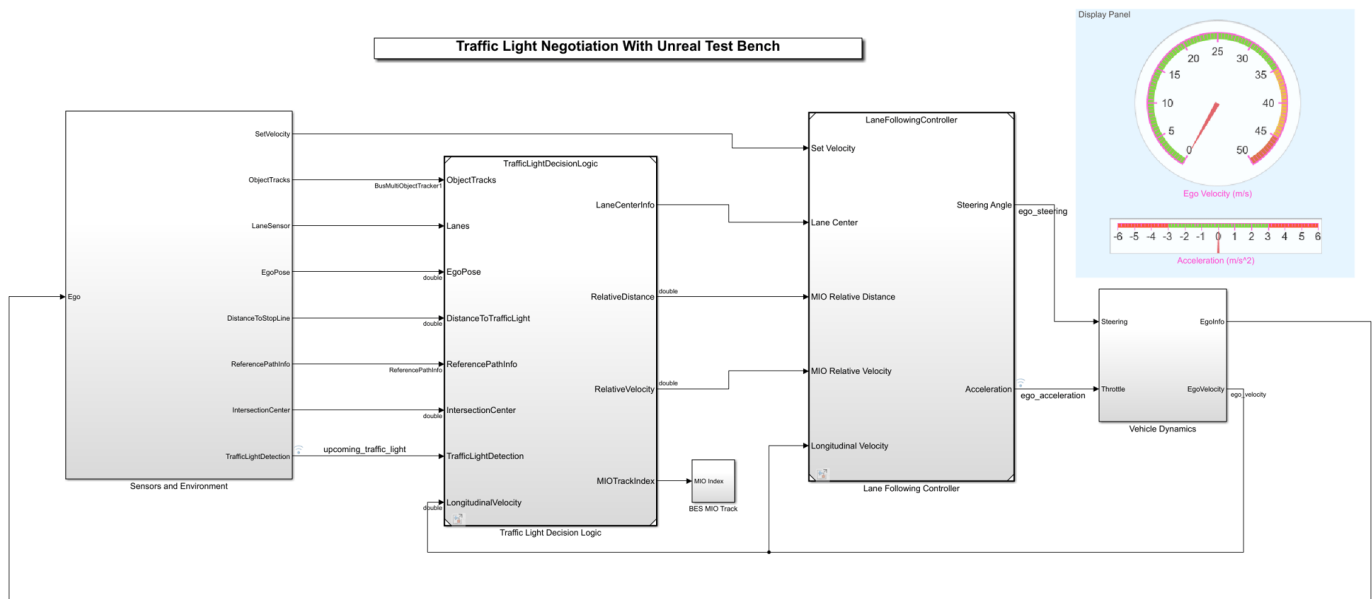 Traffic Light Negotiation With Unreal Test Bench
Display Panel
0
5
10
15
20
25
30
35
40
45
50
Ego Velocity (m/s)
-6 -5 -4 -3 -2 -1 0 1 2 3 4 5 6
Acceleration (m/s^2)
Ego
SetVelocity
ObjectTracks
LaneSensor
EgoPose
DistanceToStopLine
ReferencePathInfo
IntersectionCenter
TrafficLightDetection
Sensors and Environment
BusMultiObjectTracker1
double
double
ReferencePathInfo
double
upcoming_traffic_light
double
TrafficLightDecisionLogic
ObjectTracks
Lanes
EgoPose
DistanceToTrafficLight
ReferencePathInfo
IntersectionCenter
TrafficLightDetection
LongitudinalVelocity
LaneCenterInfo
RelativeDistance
RelativeVelocity
MIOTrackIndex
Traffic Light Decision Logic
double
double
MIO Index
BES MIO Track
LaneFollowingController
Set Velocity
Lane Center
MIO Relative Distance
MIO Relative Velocity
Longitudinal Velocity
Steering Angle
Acceleration
Lane Following Controller
ego_steering
ego_acceleration
Steering
Throttle
EgoInfo
EgoVelocity
Vehicle Dynamics
ego_velocity